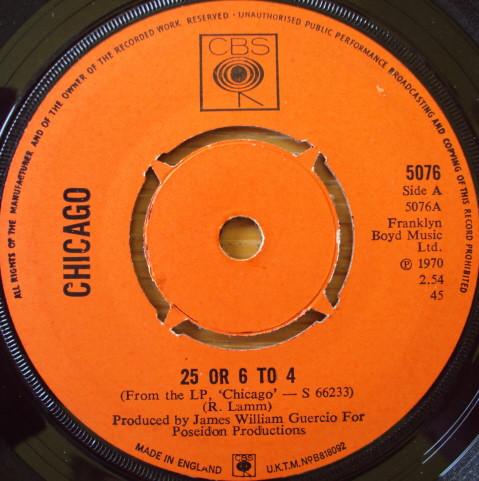 ALL RIGHTS OF THE MANUFACTURER AND OF THE OWNER OF THE RECORDED WORK RESERVED · UNAUTHORISED PUBLIC PERFORMANCE BROADCASTING AND COPYING OF THIS RECORD PROHIBITED
CBS
CHICAGO
5076
Side A
5076A
Franklyn
Boyd Music
Ltd.
Ⓟ 1970
2.54
45
25 OR 6 TO 4
(From the LP, 'Chicago' — S 66233)
(R. Lamm)
Produced by James William Guercio For
Poseidon Productions
MADE IN ENGLAND CBS U.K.T.M. NºB818092